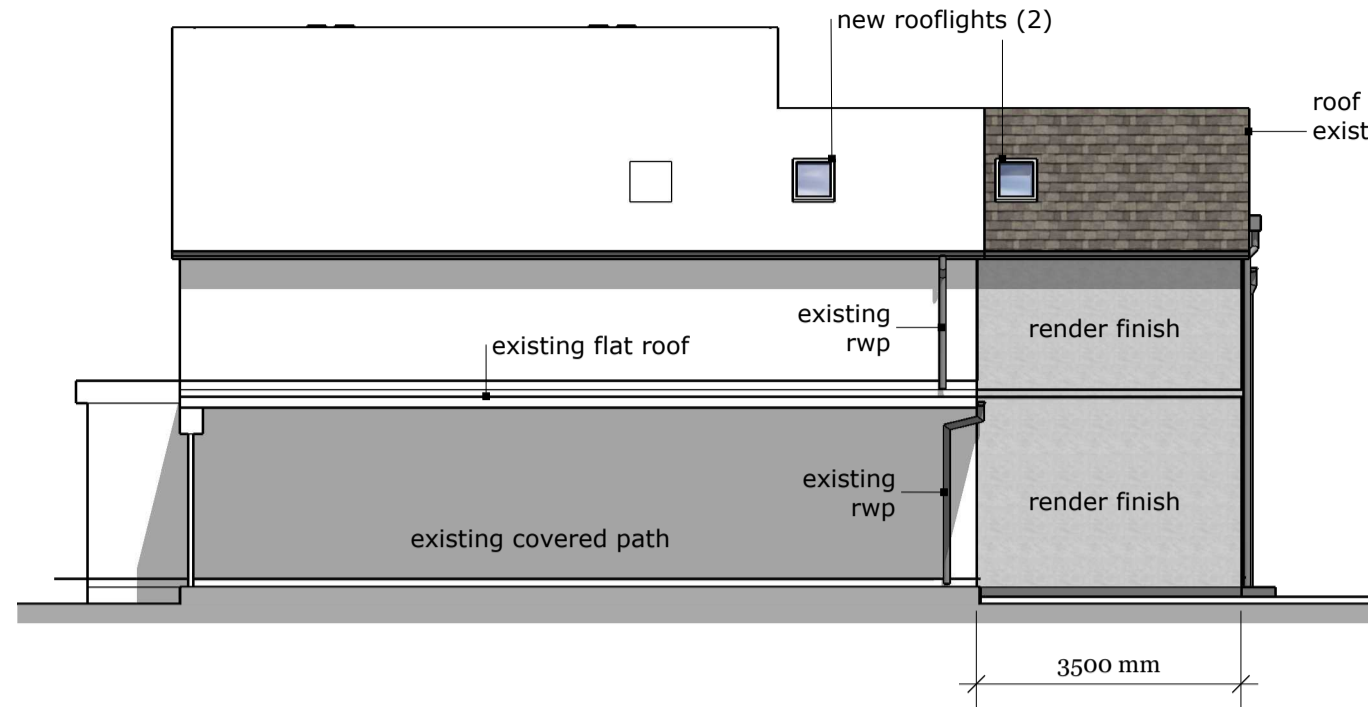 new rooflights (2)
roof
exist
existing
rwp
render finish
existing flat roof
existing
rwp
render finish
existing covered path
3500 mm